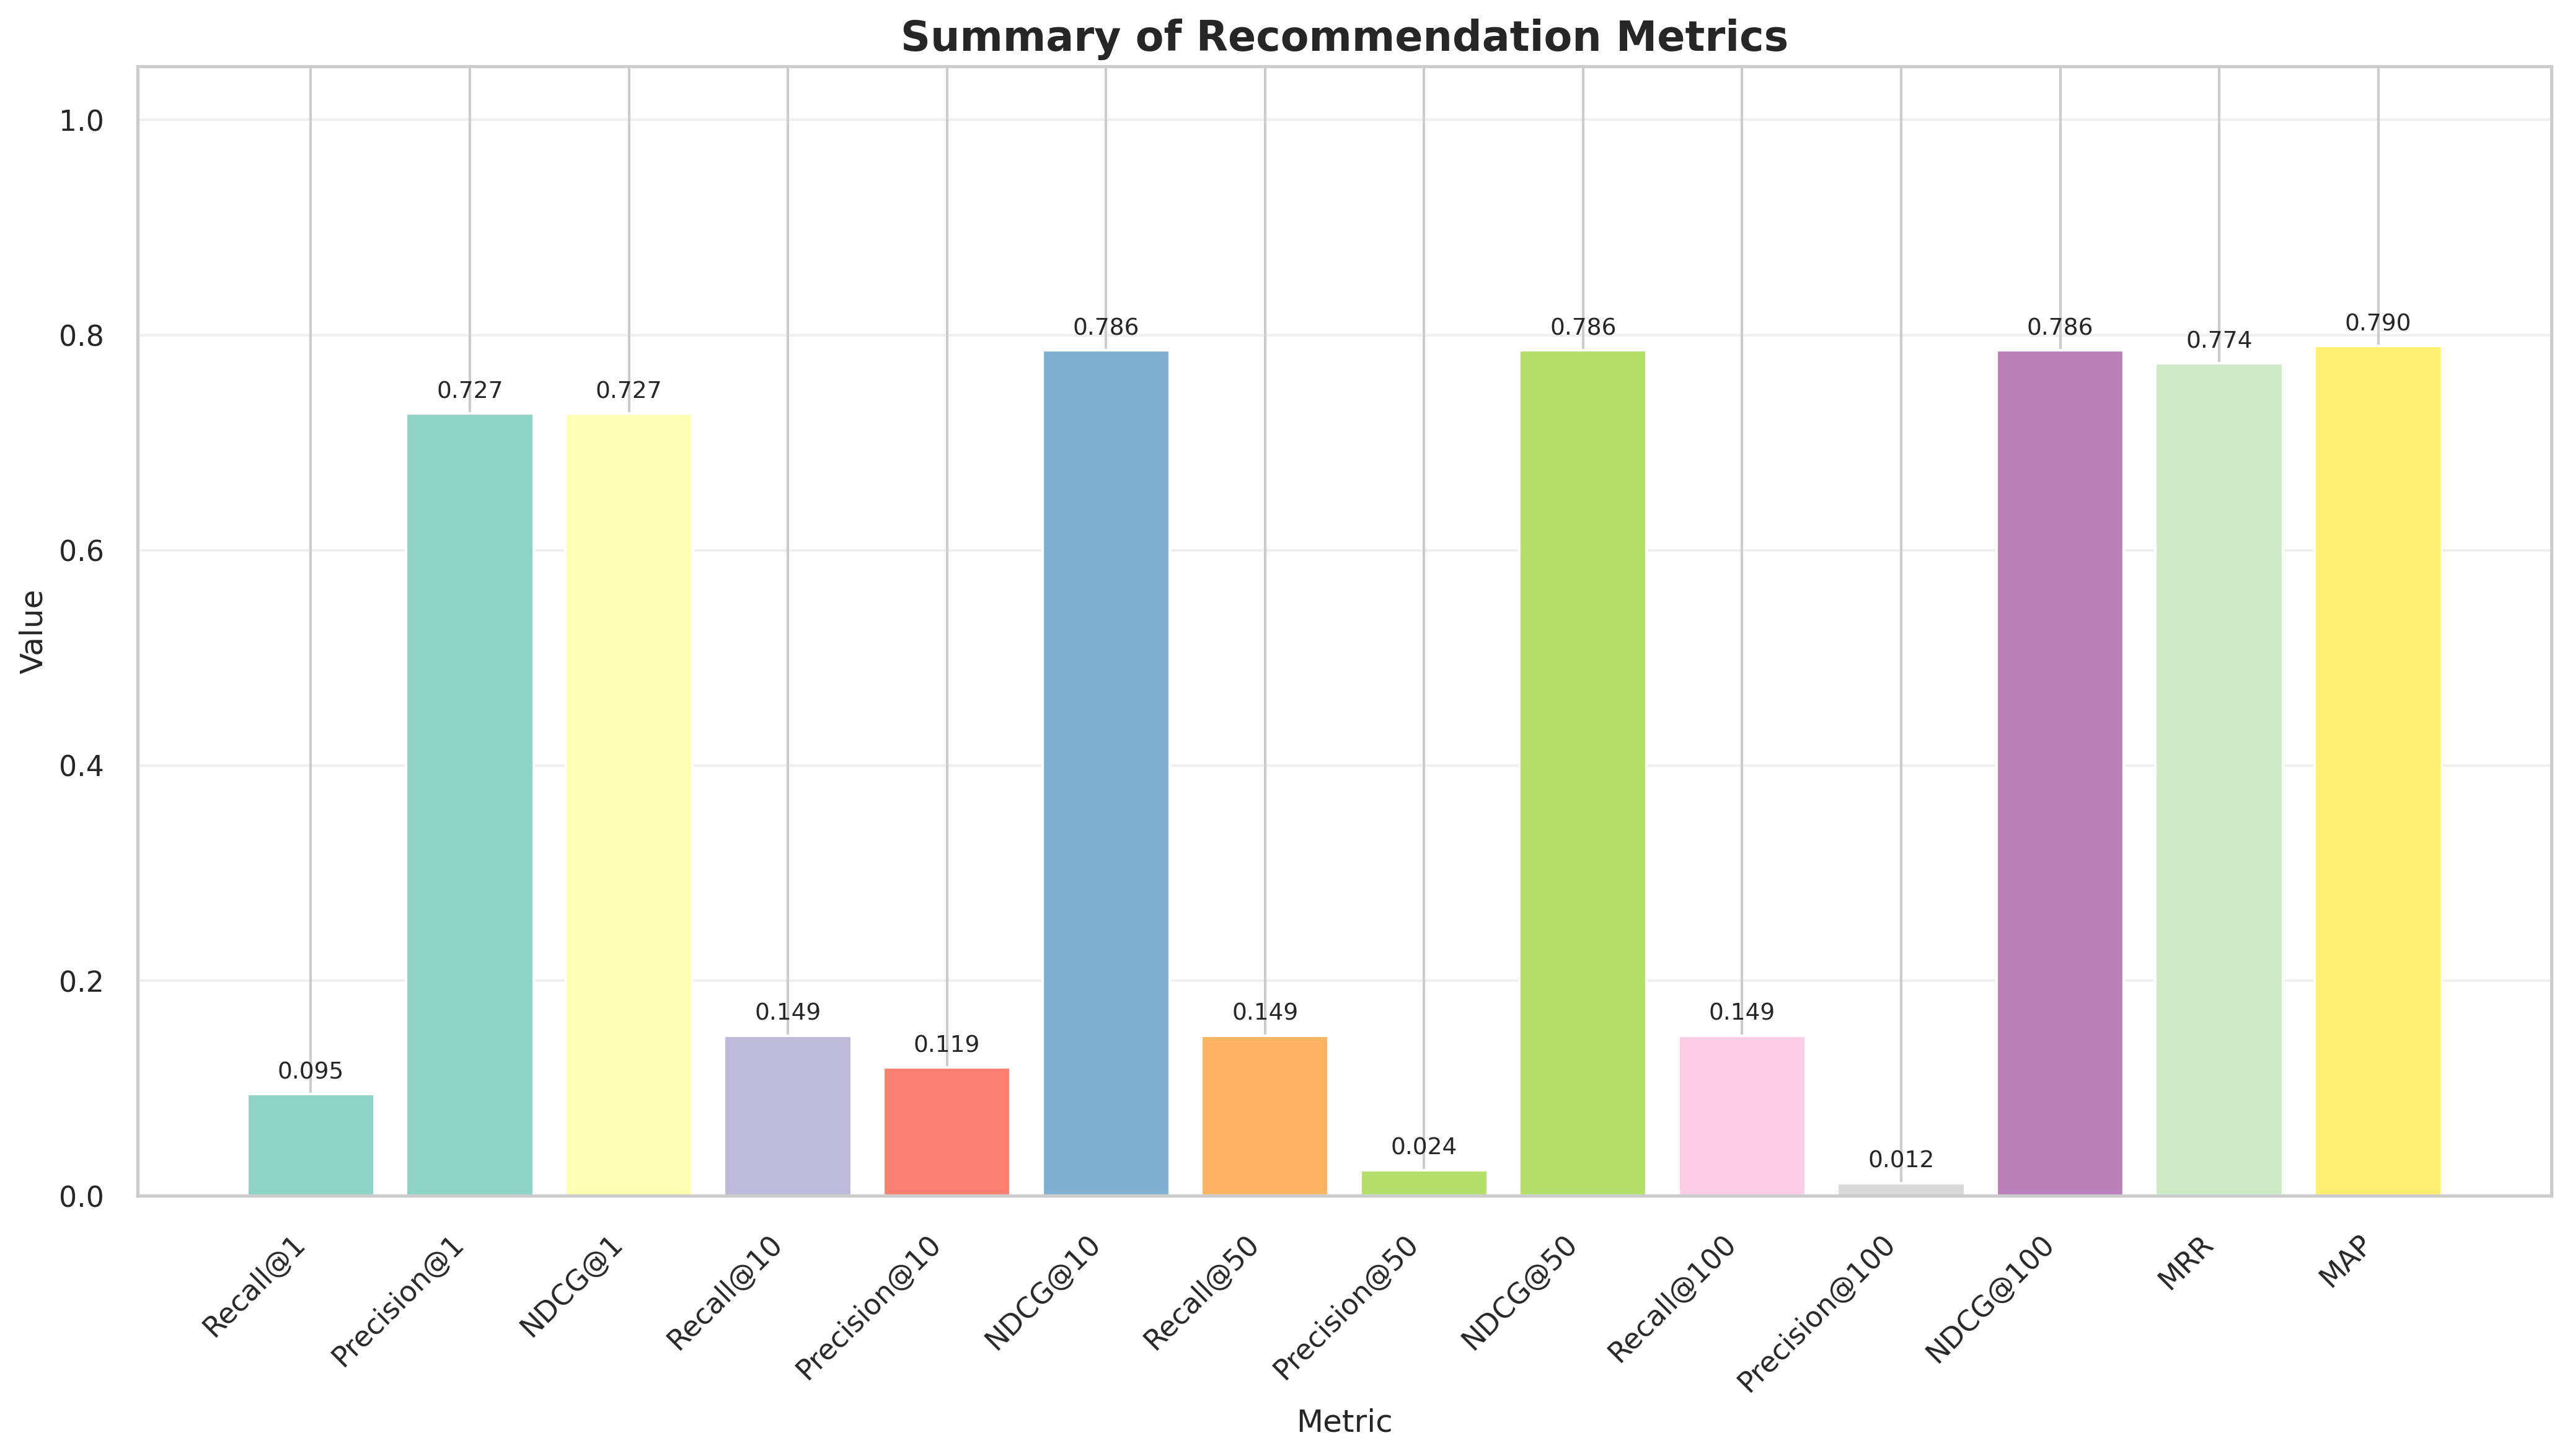 Summary of Recommendation Metrics
1.0
0.8
0.6
0.4
0.2
0.0
Value
0.095
0.727
0.727
0.149
0.119
0.786
0.149
0.024
0.786
0.149
0.012
0.786
0.774
0.790
Recall@1
Precision@1
NDCG@1
Recall@10
Precision@10
NDCG@10
Recall@50
Precision@50
NDCG@50
Recall@100
Precision@100
NDCG@100
MRR
MAP
Metric